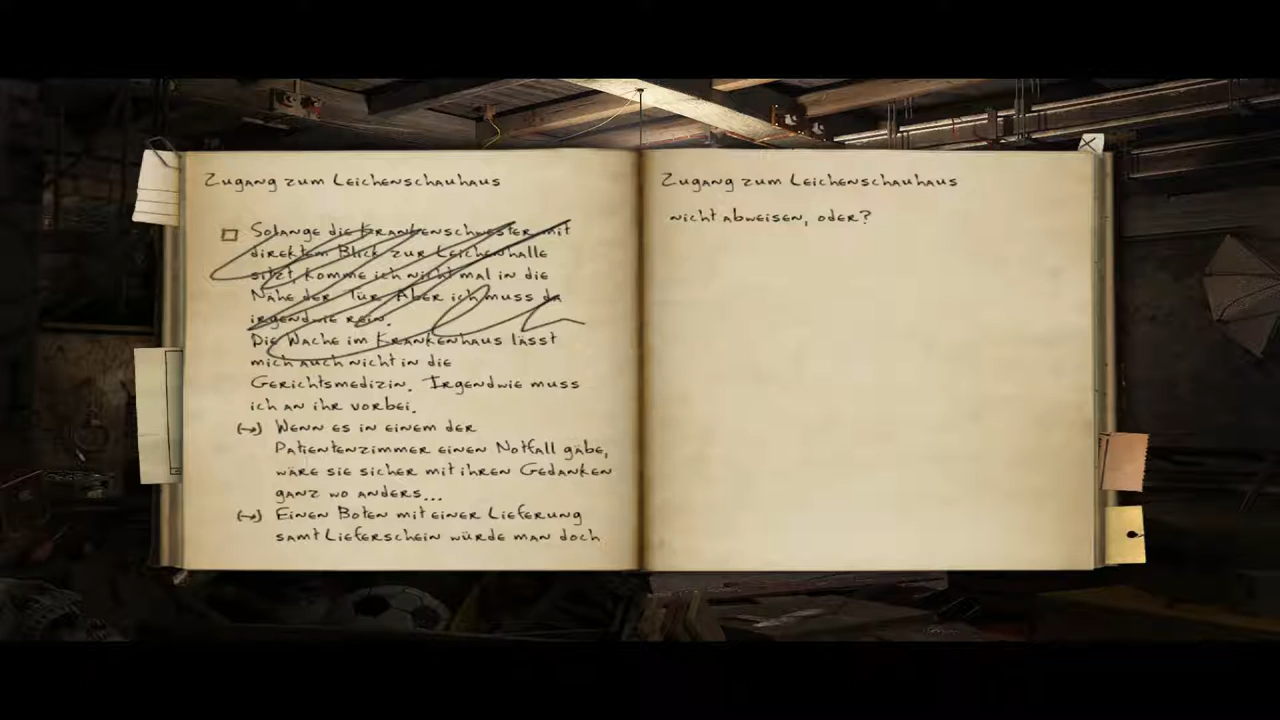 Zugang zum Leichenschauhaus
Solange die Krankenschwester mit
direktem Blick zur Leichenhalle
sitzt, komme ich nicht mal in die
Nähe der Tür. Aber ich muss da
irgendwie rein.
Die Wache im Krankenhaus lässt
mich auch nicht in die
Gerichtsmedizin. Irgendwie muss
ich an ihr vorbei.
(→) Wenn es in einem der
Patientenzimmer einen Notfall gäbe,
wäre sie sicher mit ihren Gedanken
ganz wo anders...
(→) Einen Boten mit einer Lieferung
samt Lieferschein würde man doch
Zugang zum Leichenschauhaus
nicht abweisen, oder?